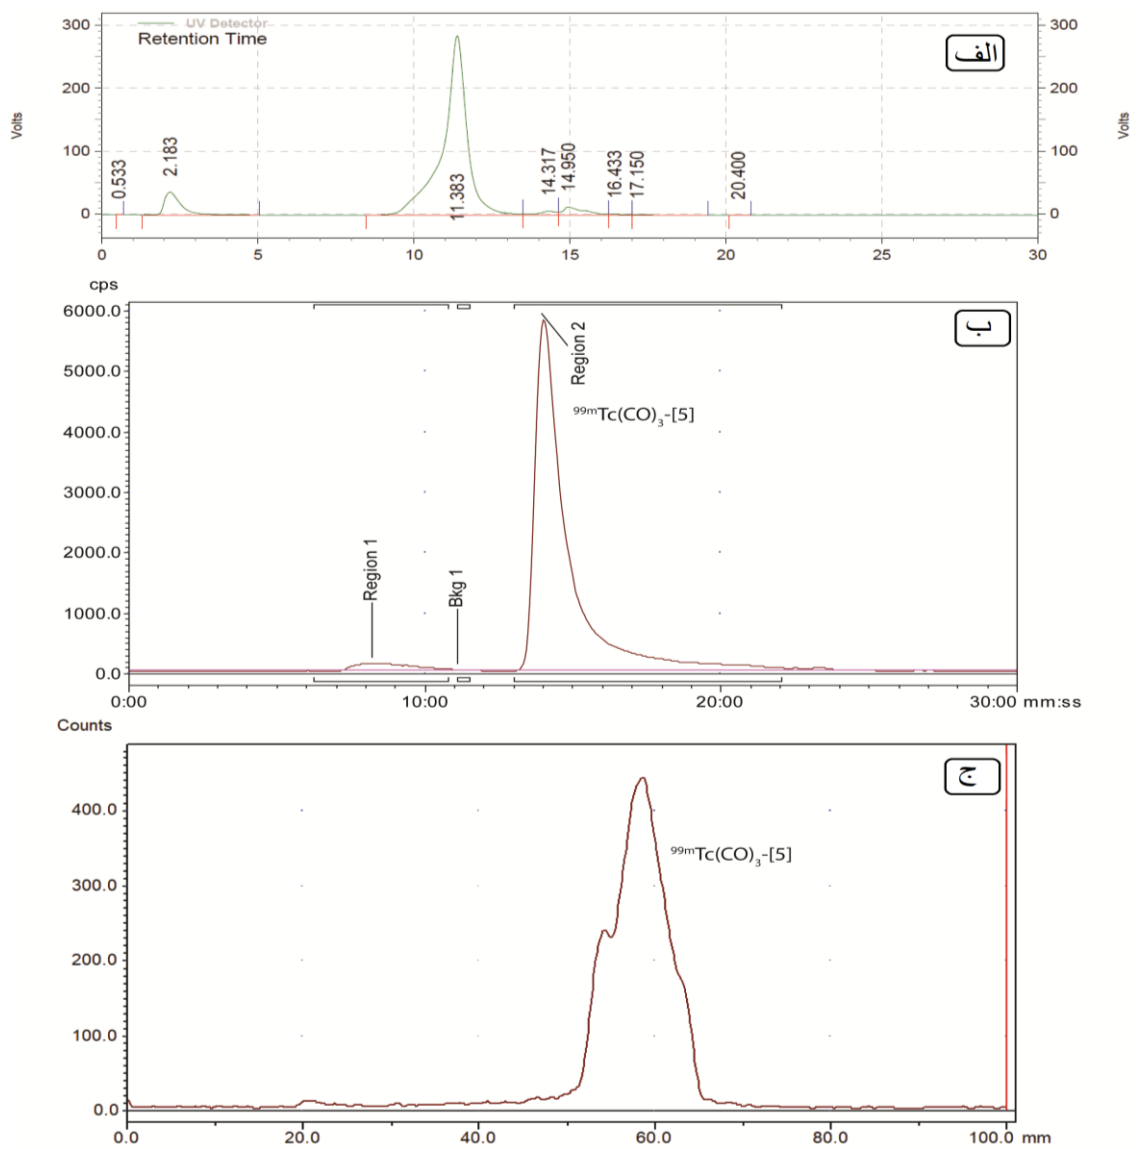 UV Detector
Retention Time
الف
300
200
100
0
Volts
300
200
100
0
Volts
0.533
2.183
11.383
14.317
14.950
16.433
17.150
20.400
0 5 10 15 20 25 30
cps
ب
6000.0
5000.0
4000.0
3000.0
2000.0
1000.0
0.0
Region 1
Bkg 1
Region 2
99mTc(CO)3-[5]
0:00 10:00 20:00 30:00 mm:ss
Counts
ج
400.0
300.0
200.0
100.0
0.0
99mTc(CO)3-[5]
0.0 20.0 40.0 60.0 80.0 100.0 mm